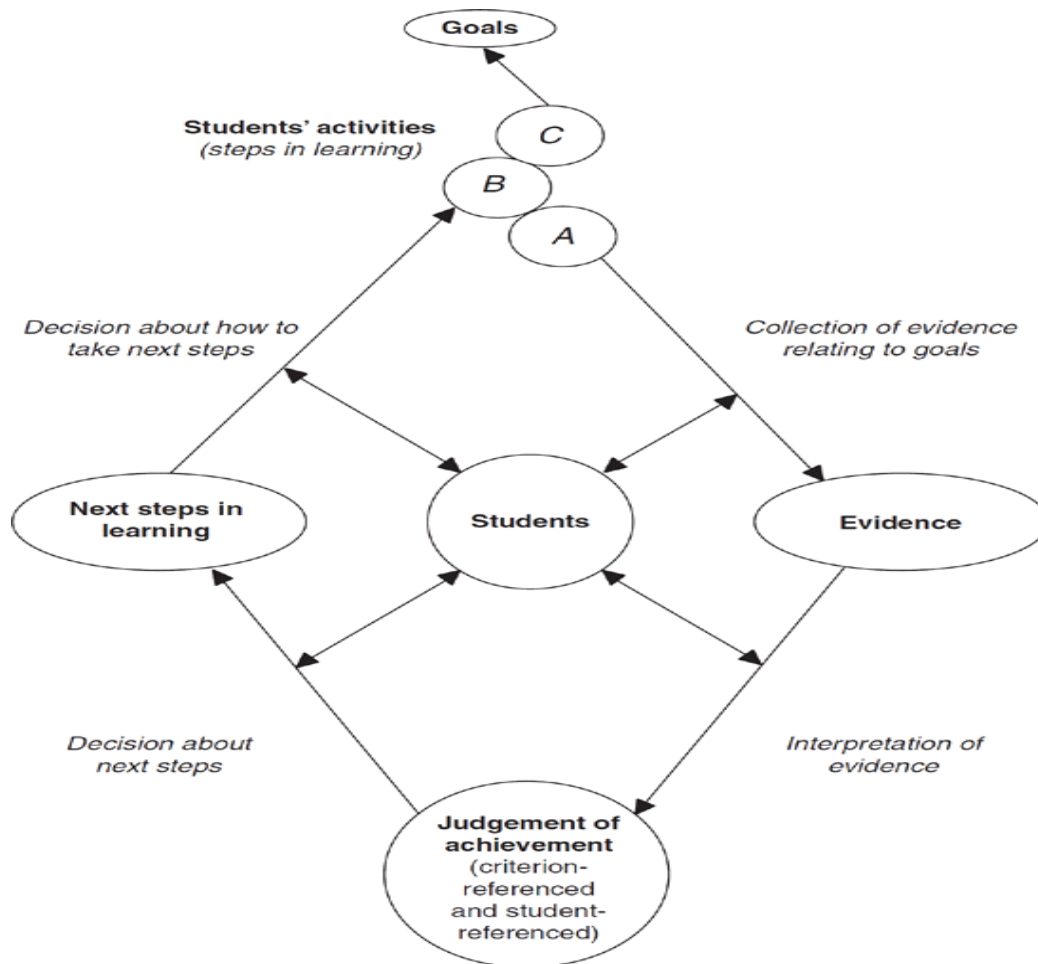 Goals
Students' activities
(steps in learning)
C
B
A
Decision about how to
take next steps
Collection of evidence
relating to goals
Next steps in
learning
Students
Evidence
Decision about
next steps
Interpretation of
evidence
Judgement of
achievement
(criterion-
referenced
and student-
referenced)